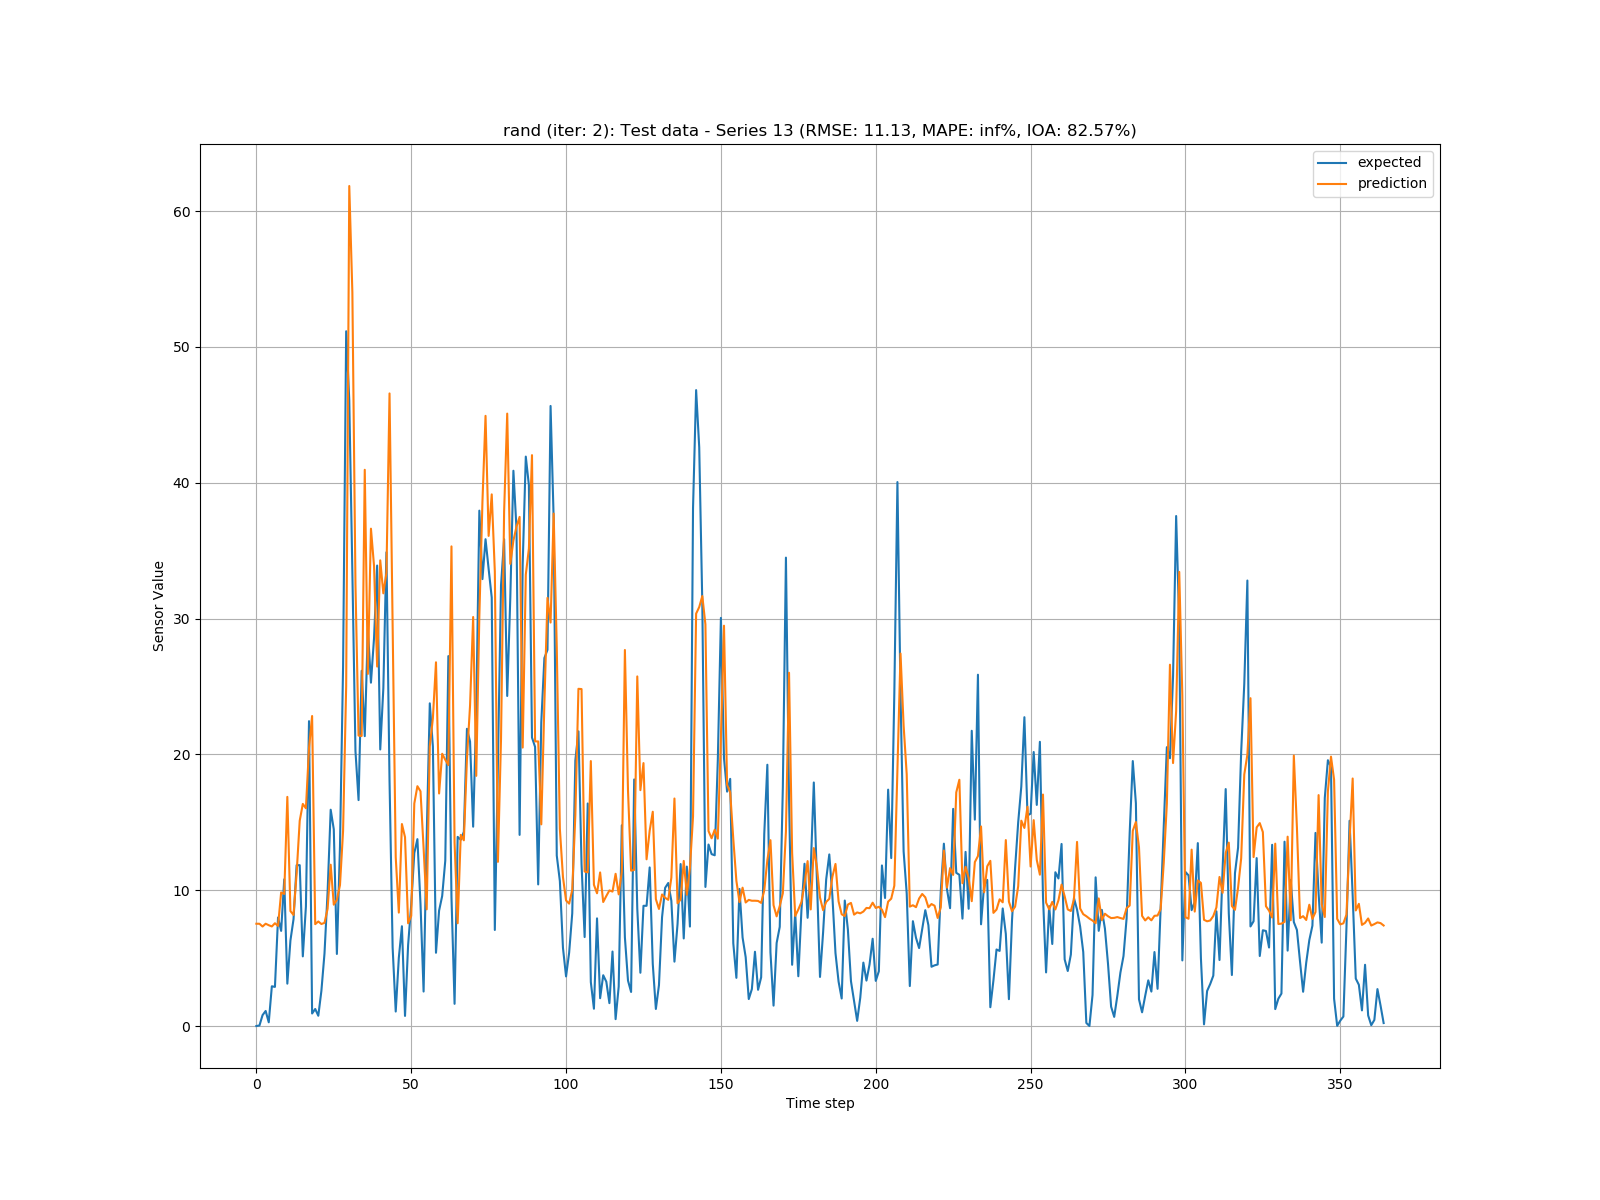 rand (iter: 2): Test data - Series 13 (RMSE: 11.13, MAPE: inf%, IOA: 82.57%)
expected
prediction
60
50
40
30
20
10
0
Sensor Value
0 50 100 150 200 250 300 350
Time step